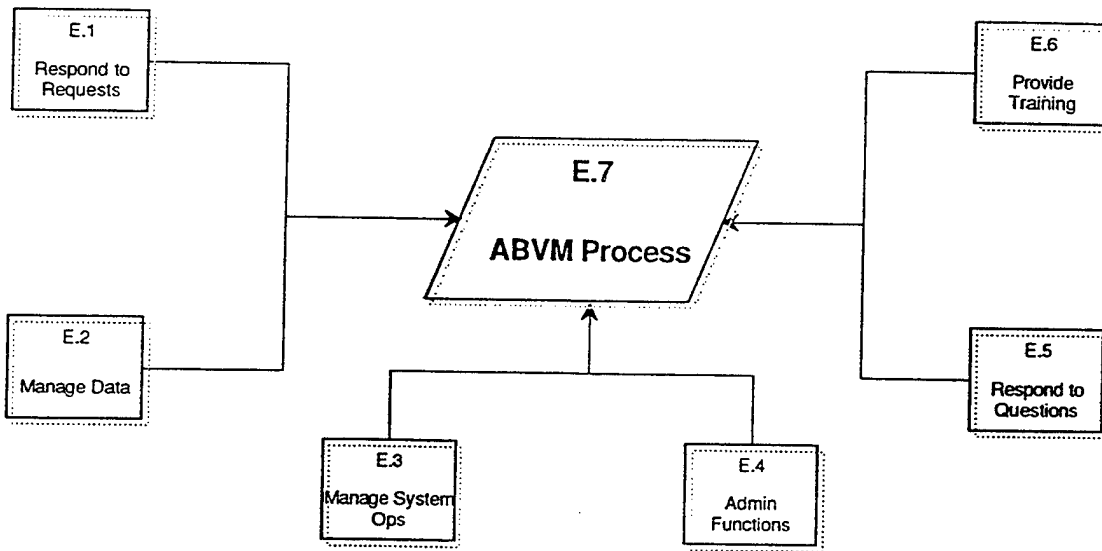 E.1
Respond to
Requests
E.6
Provide
Training
E.7
ABVM Process
E.2
Manage Data
E.5
Respond to
Questions
E.3
Manage System
Ops
E.4
Admin
Functions